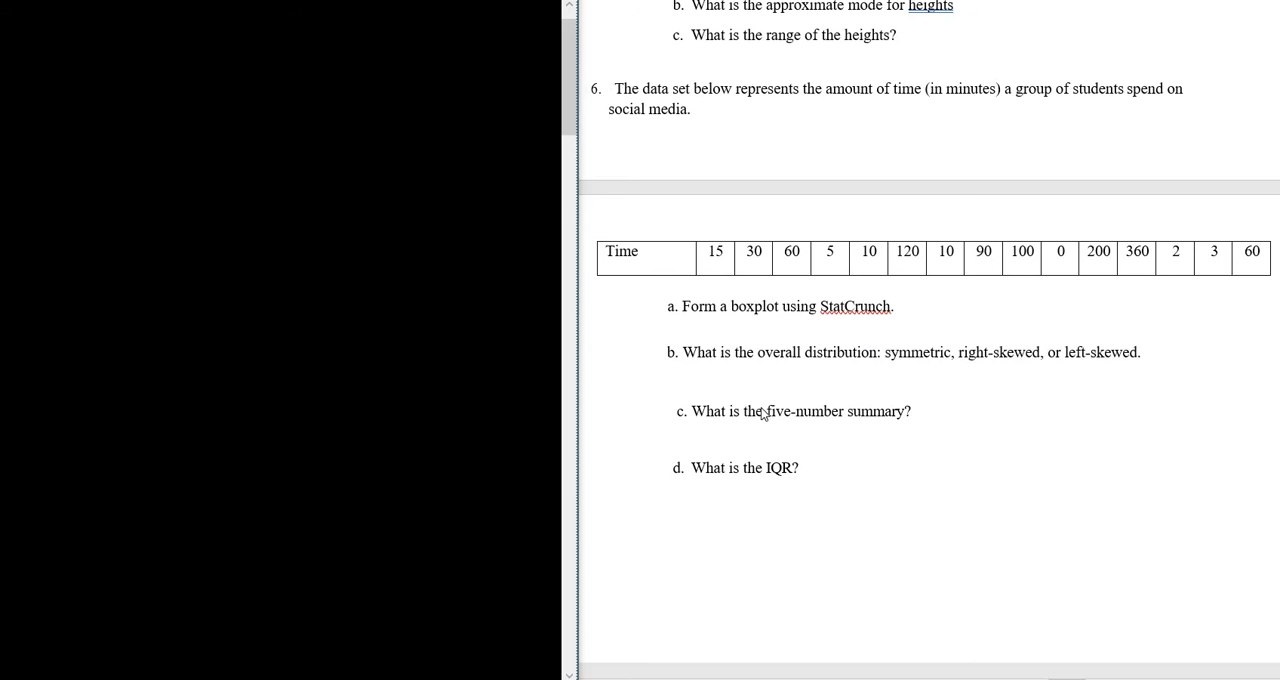 b. What is the approximate mode for heights
c. What is the range of the heights?
6. The data set below represents the amount of time (in minutes) a group of students spend on
social media.
Time 15 30 60 5 10 120 10 90 100 0 200 360 2 3 60
a. Form a boxplot using StatCrunch.
b. What is the overall distribution: symmetric, right-skewed, or left-skewed.
c. What is the five-number summary?
d. What is the IQR?